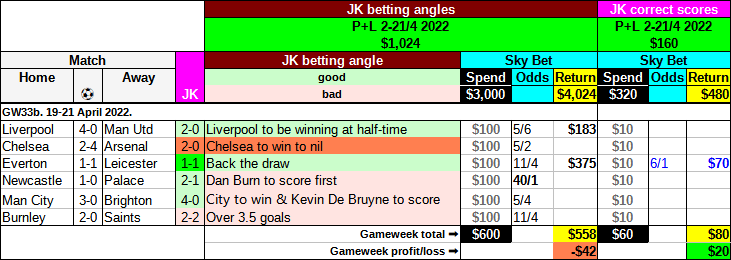 JK betting angles JK correct scores
P+L 2-21/4 2022 P+L 2-21/4 2022
$1,024 $160
Match JK betting angle Sky Bet Sky Bet
Home Away good Spend Odds Return Spend Odds Return
JK bad $3,000 $4,024 $320 $480
GW33b. 19-21 April 2022.
Liverpool 4-0 Man Utd 2-0 Liverpool to be winning at half-time $100 5/6 $183 $10
Chelsea 2-4 Arsenal 2-0 Chelsea to win to nil $100 5/2 $10
Everton 1-1 Leicester 1-1 Back the draw $100 11/4 $375 $10 6/1 $70
Newcastle 1-0 Palace 2-1 Dan Burn to score first $100 40/1 $10
Man City 3-0 Brighton 4-0 City to win & Kevin De Bruyne to score $100 5/4 $10
Burnley 2-0 Saints 2-2 Over 3.5 goals $100 11/4 $10
Gameweek total ➡ $600 $558 $60 $80
Gameweek profit/loss ➡ -$42 $20